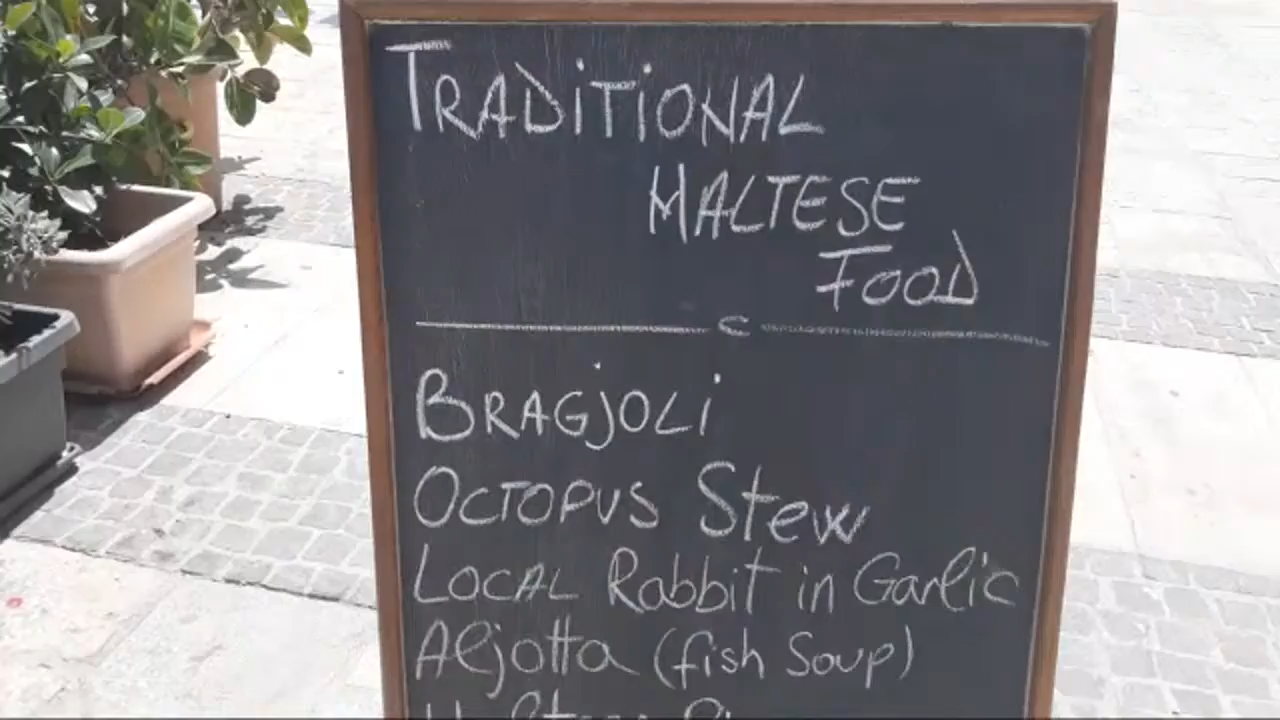 TRADITIONAL
MALTESE
FOOD
BRAGJOLI
OCTOPUS Stew
LOCAL Rabbit in Garlic
Aljotta (fish Soup)